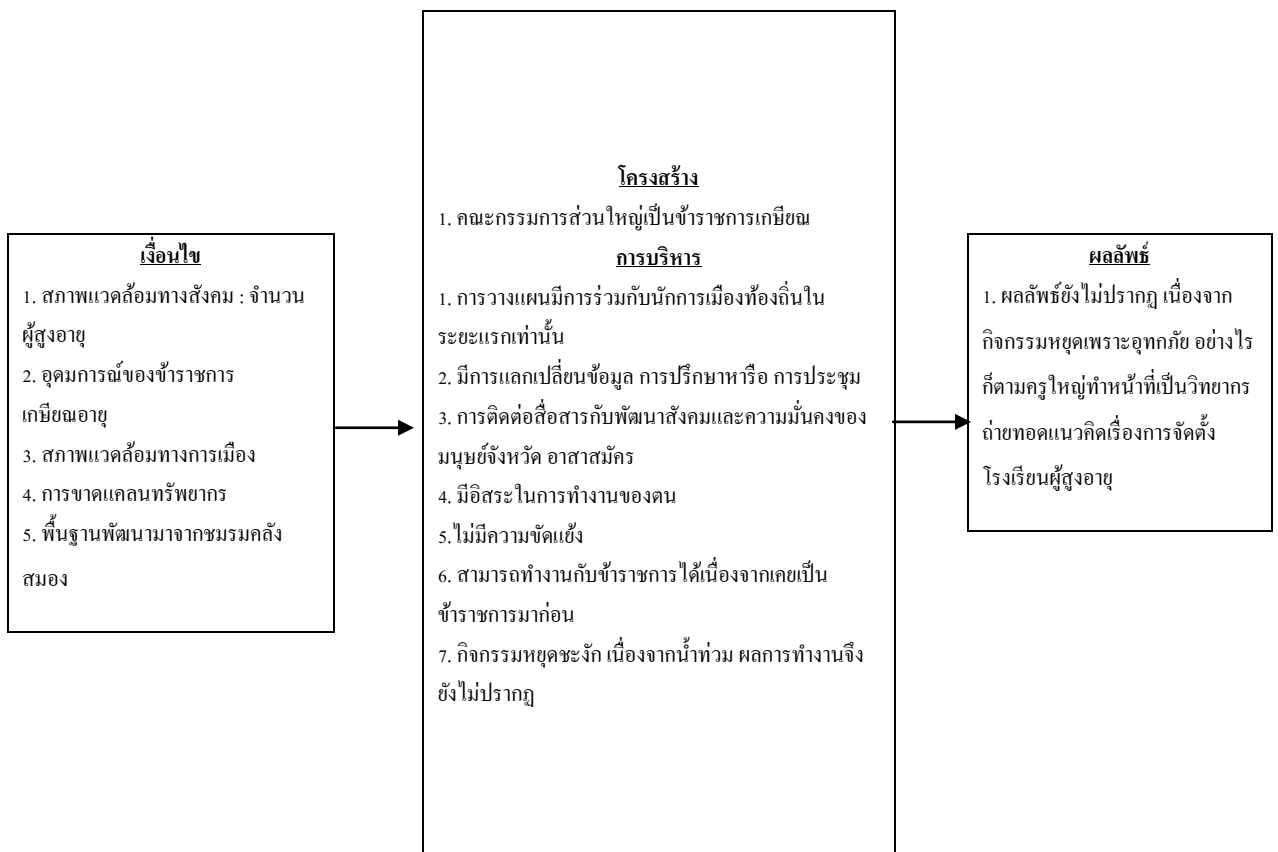 เงื่อนไข
1. สภาพแวดล้อมทางสังคม : จำนวน
ผู้สูงอายุ
2. อุดมการณ์ของข้าราชการ
เกษียณอายุ
3. สภาพแวดล้อมทางการเมือง
4. การขาดแคลนทรัพยากร
5. พื้นฐานพัฒนามาจากชมรมคลัง
สมอง
โครงสร้าง
1. คณะกรรมการส่วนใหญ่เป็นข้าราชการเกษียณ
การบริหาร
1. การวางแผนมีการร่วมกับนักการเมืองท้องถิ่นใน
ระยะแรกเท่านั้น
2. มีการแลกเปลี่ยนข้อมูล การปรึกษาหารือ การประชุม
3. การติดต่อสื่อสารกับพัฒนาสังคมและความมั่นคงของ
มนุษย์จังหวัด อาสาสมัคร
4. มีอิสระในการทำงานของตน
5.ไม่มีความขัดแย้ง
6. สามารถทำงานกับข้าราชการได้เนื่องจากเคยเป็น
ข้าราชการมาก่อน
7. กิจกรรมหยุดชะงัก เนื่องจากน้ำท่วม ผลการทำงานจึง
ยังไม่ปรากฏ
ผลลัพธ์
1. ผลลัพธ์ยังไม่ปรากฏ เนื่องจาก
กิจกรรมหยุดเพราะอุทกภัย อย่างไร
ก็ตามครูใหญ่ทำหน้าที่เป็นวิทยากร
ถ่ายทอดแนวคิดเรื่องการจัดตั้ง
โรงเรียนผู้สูงอายุ